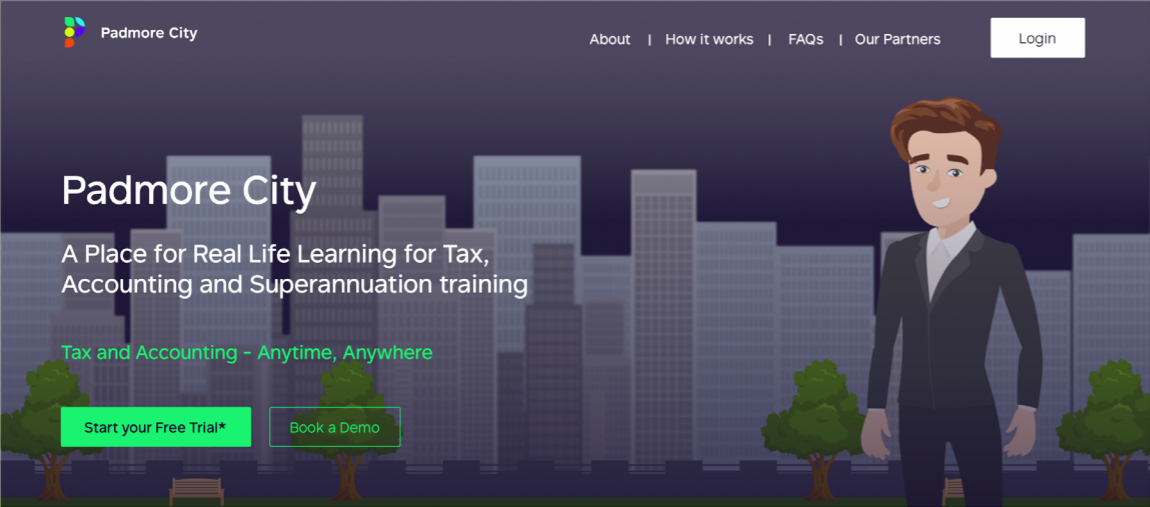 Padmore City
About | How it works | FAQs | Our Partners
Login
Padmore City
A Place for Real Life Learning for Tax,
Accounting and Superannuation training
Tax and Accounting - Anytime, Anywhere
Start your Free Trial*
Book a Demo